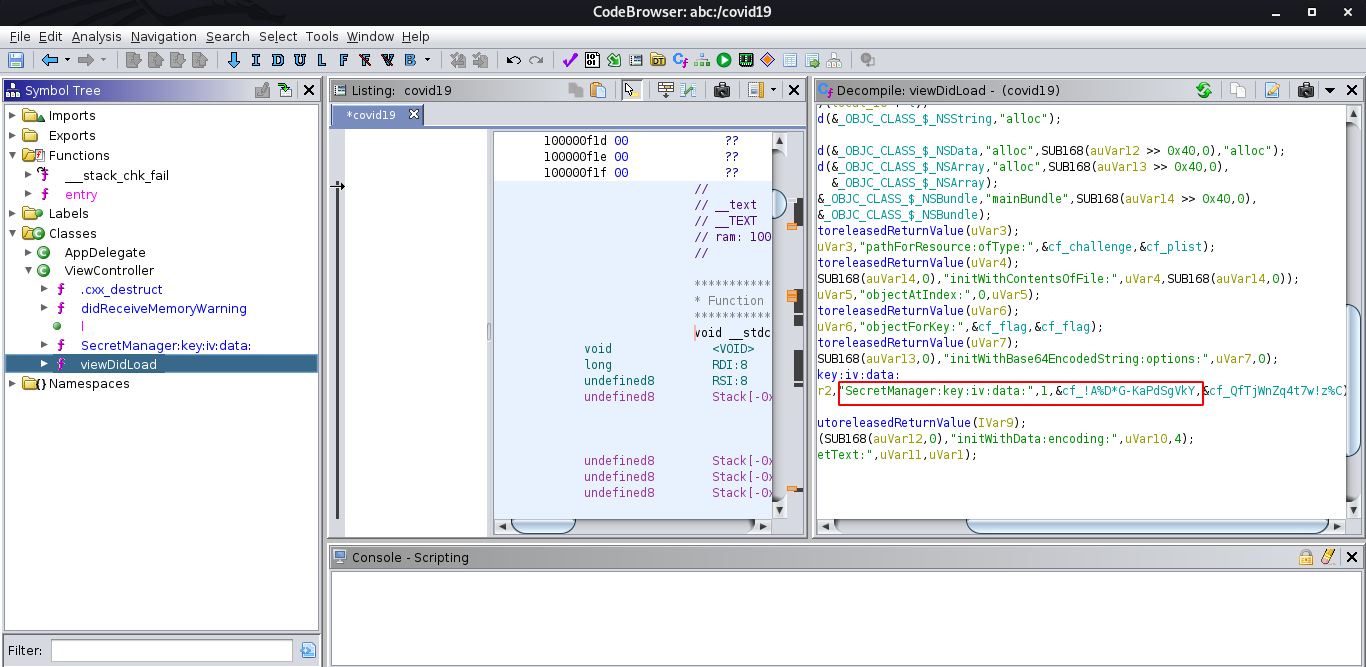 CodeBrowser: abc:/covid19
File Edit Analysis Navigation Search Select Tools Window Help
I D U L F R V B
Symbol Tree
Imports
Exports
Functions
___stack_chk_fail
entry
Labels
Classes
AppDelegate
ViewController
.cxx_destruct
didReceiveMemoryWarning
l
SecretManager:key:iv:data:
viewDidLoad
Namespaces
Filter:
Listing: covid19
*covid19
100000f1d 00 ??
100000f1e 00 ??
100000f1f 00 ??
//
// __text
// __TEXT
// ram: 100
//
************
* Function
************
void __stdc
void <VOID>
long RDI:8
undefined8 RSI:8
undefined8 Stack[-0x
undefined8 Stack[-0x
undefined8 Stack[-0x
undefined8 Stack[-0x
Decompile: viewDidLoad - (covid19)
d(&_OBJC_CLASS_$_NSString,"alloc");
d(&_OBJC_CLASS_$_NSData,"alloc",SUB168(auVar12 >> 0x40,0),"alloc");
d(&_OBJC_CLASS_$_NSArray,"alloc",SUB168(auVar13 >> 0x40,0),
&_OBJC_CLASS_$_NSArray);
&_OBJC_CLASS_$_NSBundle,"mainBundle",SUB168(auVar14 >> 0x40,0),
&_OBJC_CLASS_$_NSBundle);
toreleasedReturnValue(uVar3);
uVar3,"pathForResource:ofType:",&cf_challenge,&cf_plist);
toreleasedReturnValue(uVar4);
SUB168(auVar14,0),"initWithContentsOfFile:",uVar4,SUB168(auVar14,0));
uVar5,"objectAtIndex:",0,uVar5);
toreleasedReturnValue(uVar6);
uVar6,"objectForKey:",&cf_flag,&cf_flag);
toreleasedReturnValue(uVar7);
SUB168(auVar13,0),"initWithBase64EncodedString:options:",uVar7,0);
key:iv:data:
r2,"SecretManager:key:iv:data:",1,&cf_!A%D*G-KaPdSgVkY,&cf_QfTjWnZq4t7w!z%C)
utoreleasedReturnValue(IVar9);
(SUB168(auVar12,0),"initWithData:encoding:",uVar10,4);
etText:",uVar11,uVar1);
Console - Scripting